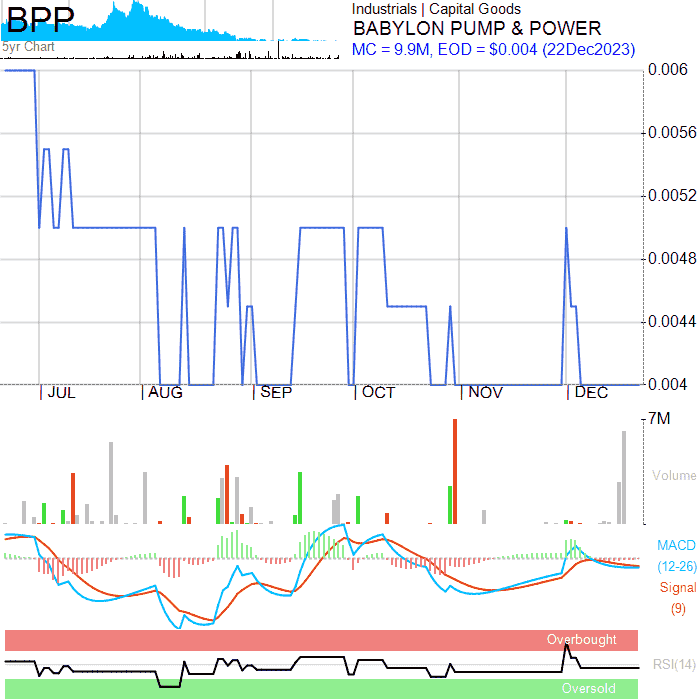 BPP
5yr Chart
Industrials | Capital Goods
BABYLON PUMP & POWER
MC = 9.9M, EOD = $0.004 (22Dec2023)
0.006
0.0056
0.0052
0.0048
0.0044
0.004
JUL AUG SEP OCT NOV DEC
7M
Volume
MACD
(12-26)
Signal
(9)
Overbought
RSI(14)
Oversold